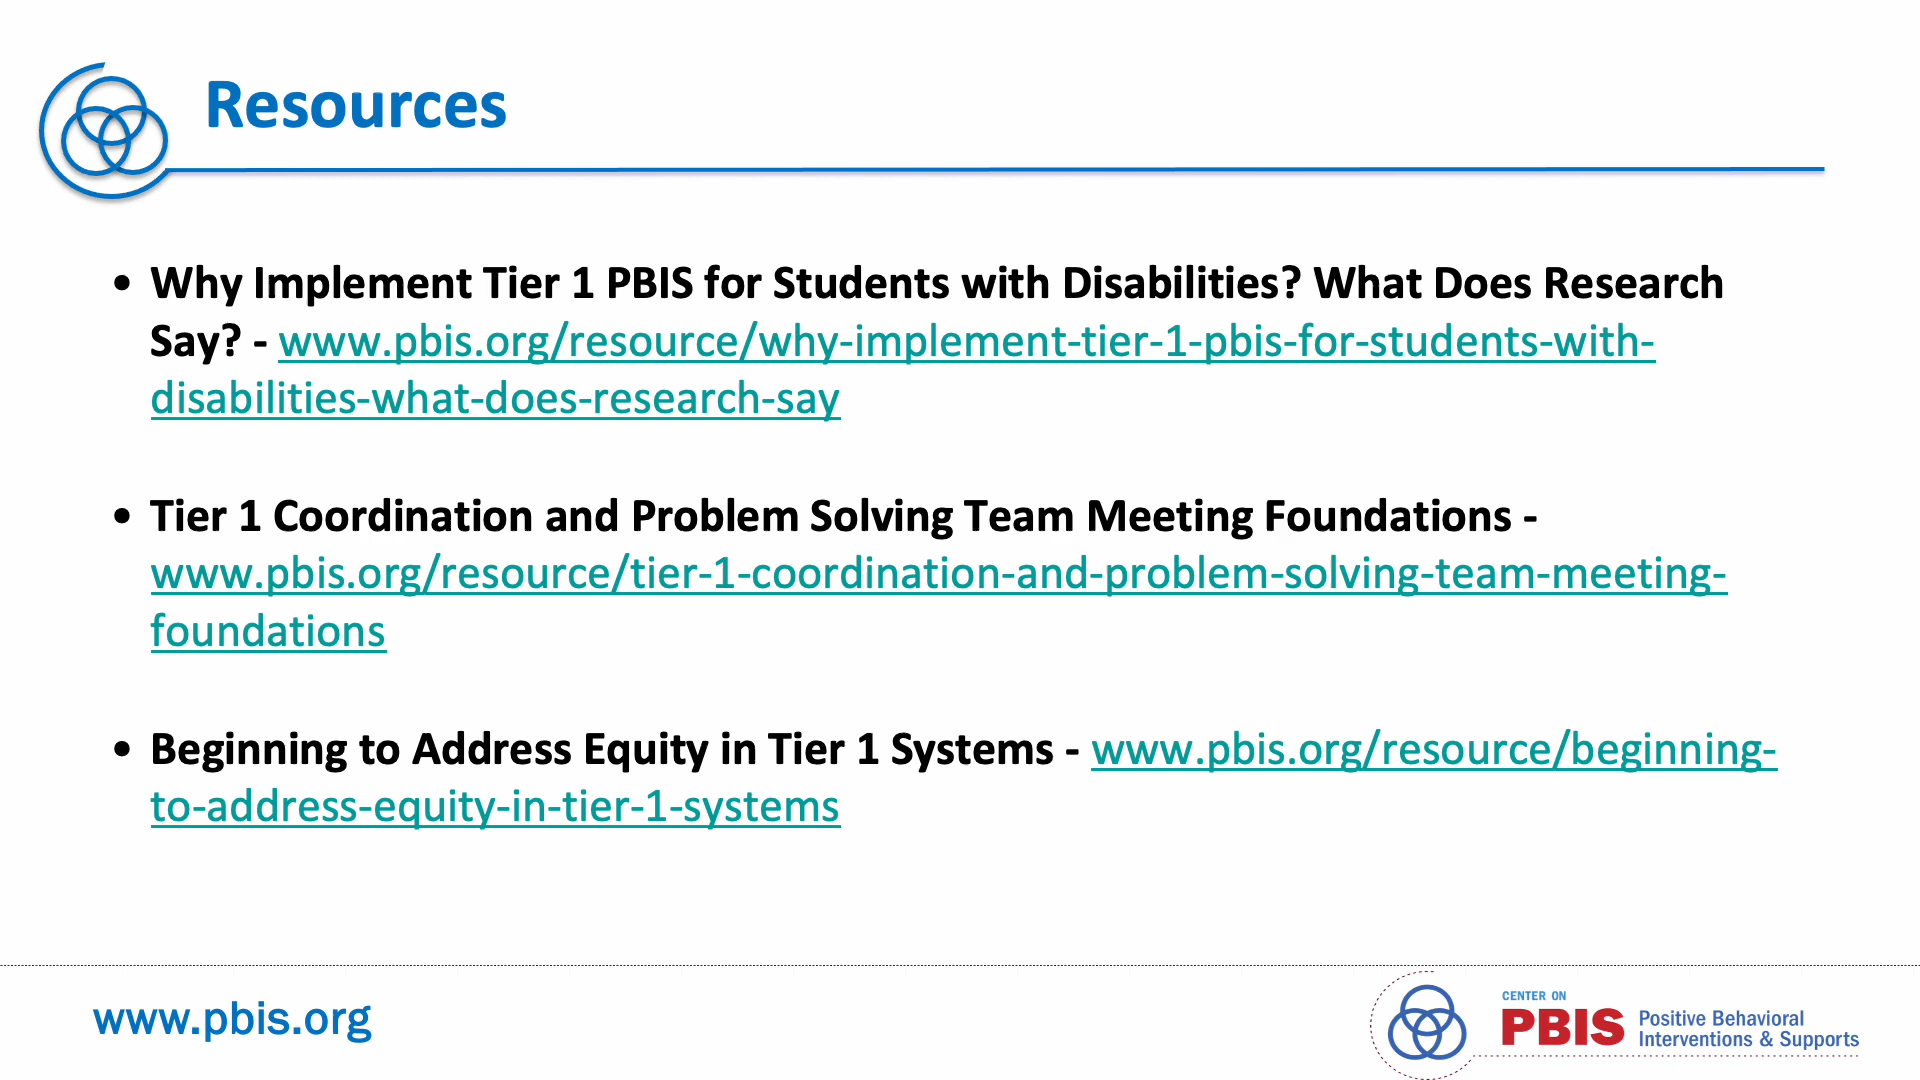 Resources
• Why Implement Tier 1 PBIS for Students with Disabilities? What Does Research
Say? - www.pbis.org/resource/why-implement-tier-1-pbis-for-students-with-
disabilities-what-does-research-say
• Tier 1 Coordination and Problem Solving Team Meeting Foundations -
www.pbis.org/resource/tier-1-coordination-and-problem-solving-team-meeting-
foundations
• Beginning to Address Equity in Tier 1 Systems - www.pbis.org/resource/beginning-
to-address-equity-in-tier-1-systems
www.pbis.org
CENTER ON
PBIS
Positive Behavioral
Interventions & Supports